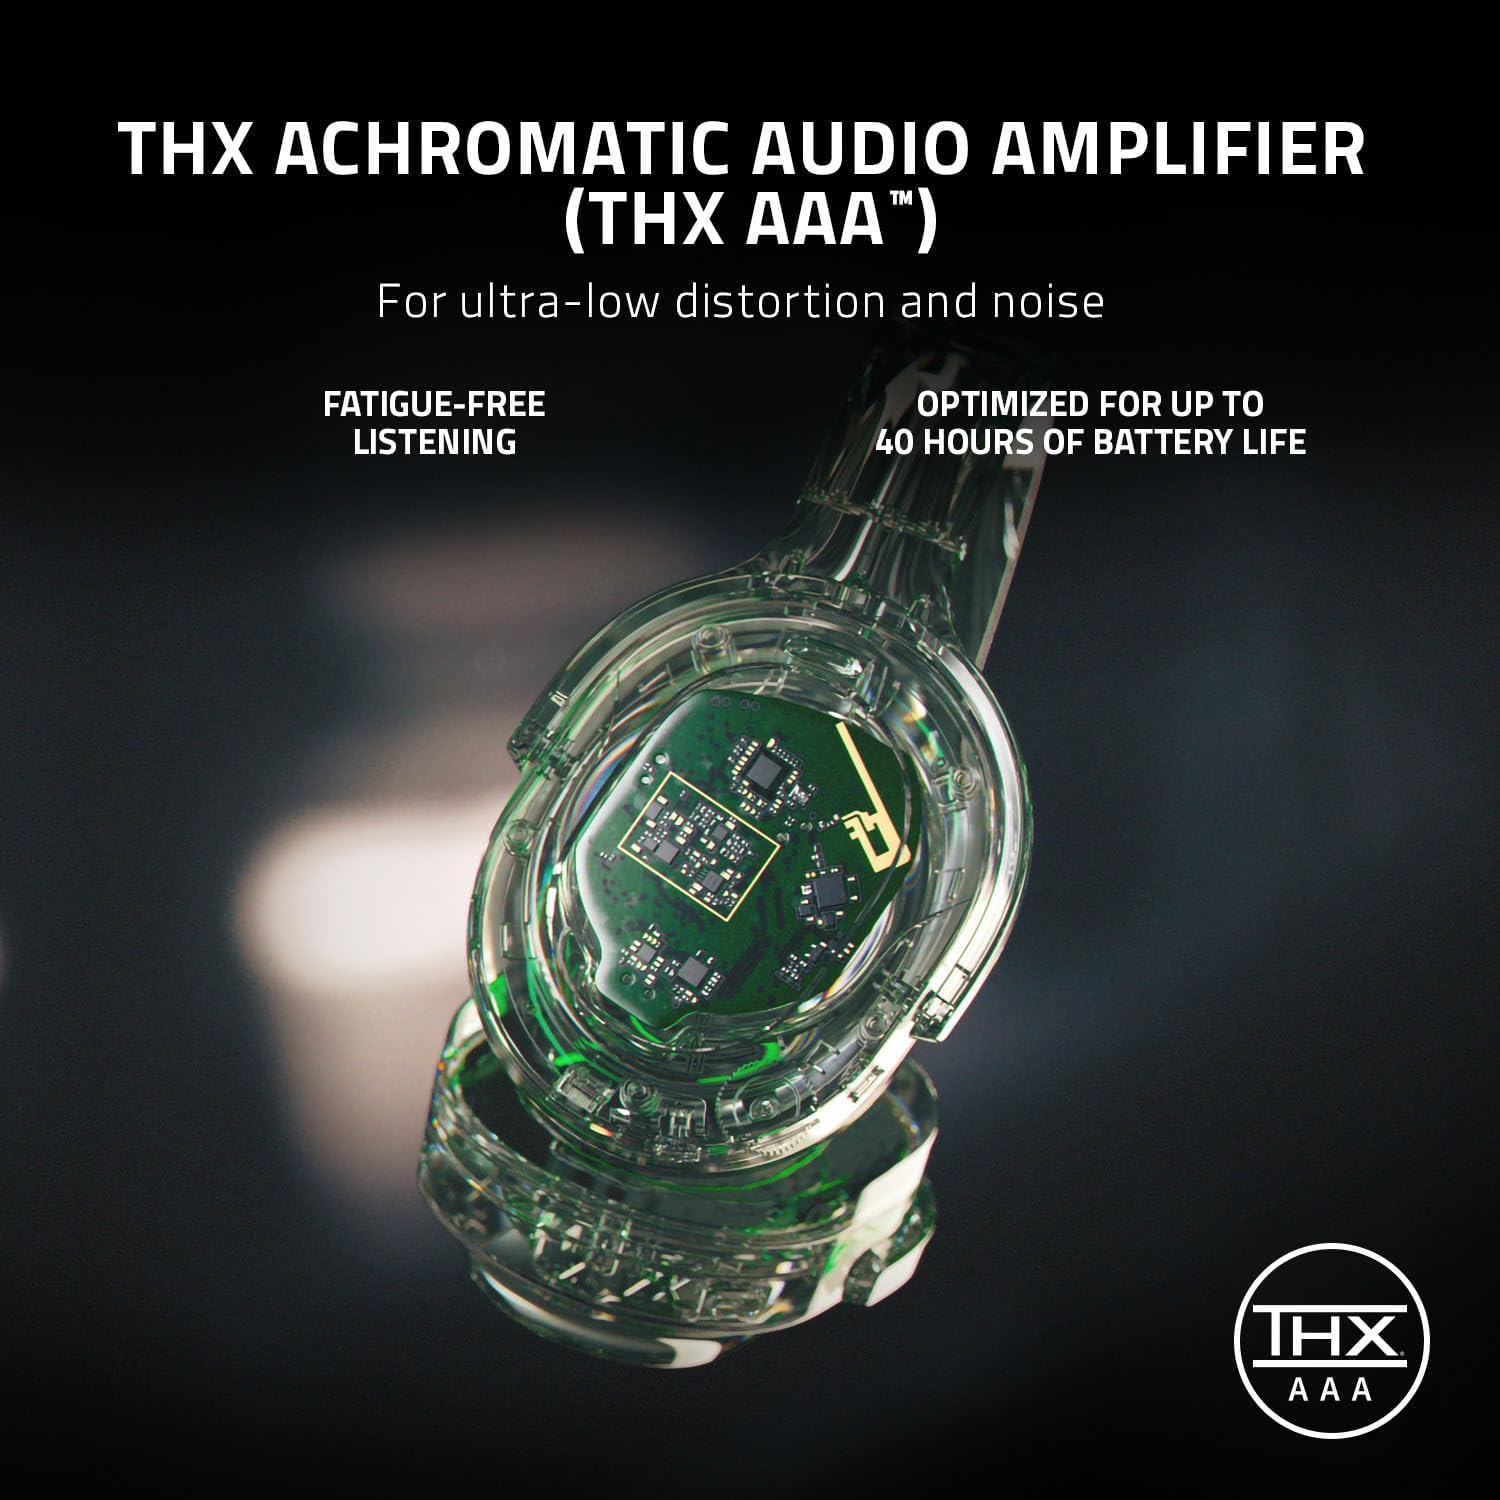 THX ACHROMATIC AUDIO AMPLIFIER
(THX AAA™)
For ultra-low distortion and noise
FATIGUE-FREE
LISTENING
OPTIMIZED FOR UP TO
40 HOURS OF BATTERY LIFE
THX®
AAA